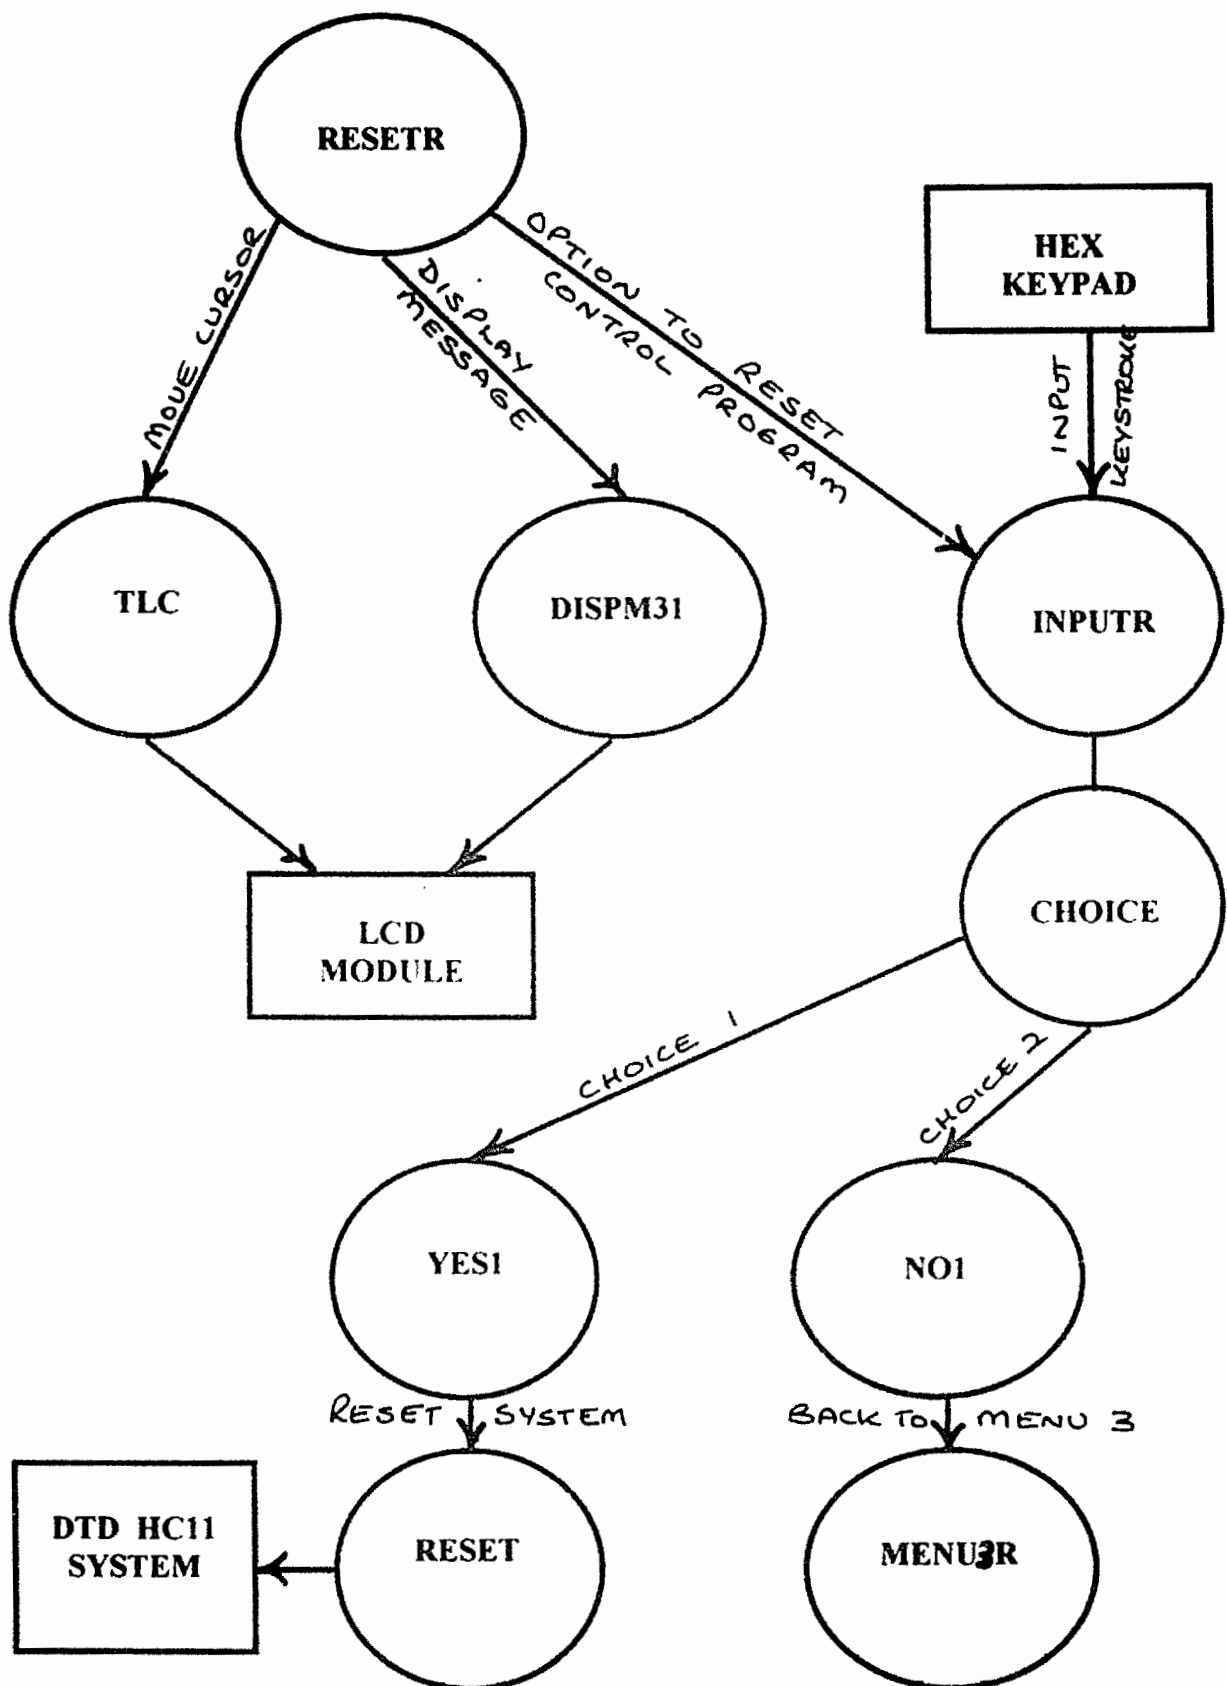 RESETR
HEX
KEYPAD
MOVE CURSOR
DISPLAY
MESSAGE
OPTION TO RESET
CONTROL PROGRAM
INPUT
KEYSTROKE
TLC
DISPM31
INPUTR
LCD
MODULE
CHOICE
CHOICE 1
CHOICE 2
YES1
NO1
RESET SYSTEM
BACK TO MENU 3
DTD HC11
SYSTEM
RESET
MENU3R